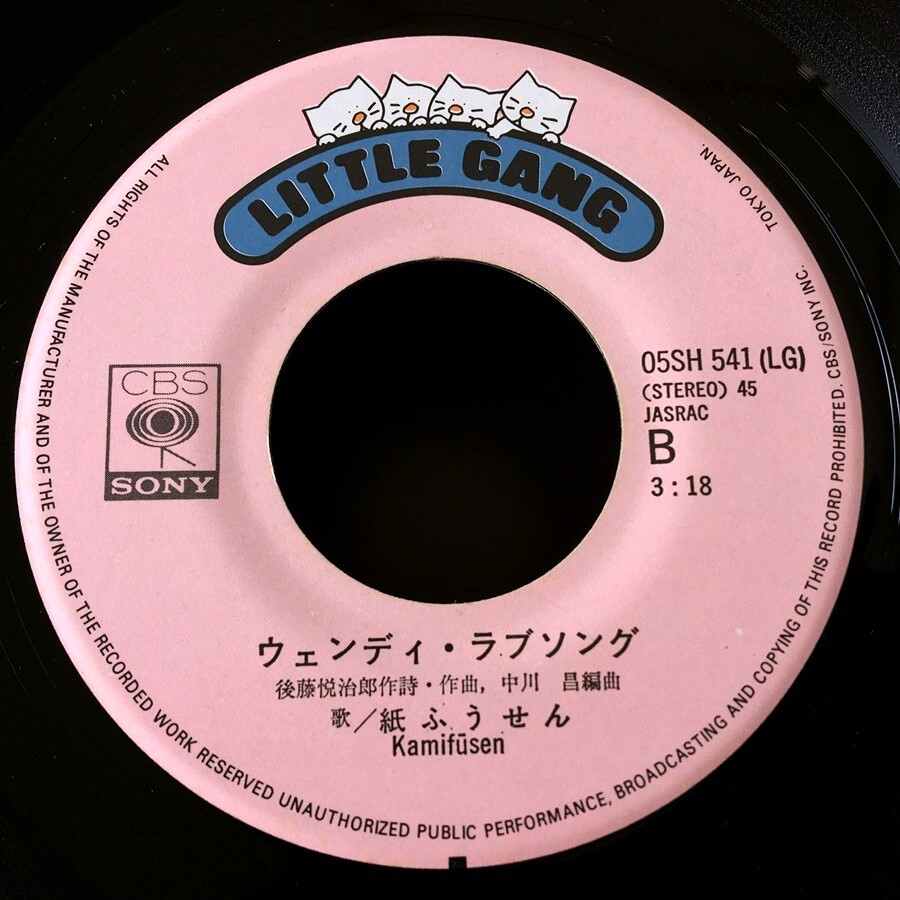 LITTLE GANG
CBS
SONY
05SH 541 (LG)
(STEREO) 45
JASRAC
B
3:18
ウェンディ・ラブソング
後藤悦治郎作詩・作曲, 中川 昌編曲
歌/紙ふうせん
Kamifūsen
ALL RIGHTS OF THE MANUFACTURER AND OF THE OWNER OF THE RECORDED WORK RESERVED UNAUTHORIZED PUBLIC PERFORMANCE, BROADCASTING AND COPYING OF THIS RECORD PROHIBITED. CBS/SONY INC. TOKYO JAPAN.